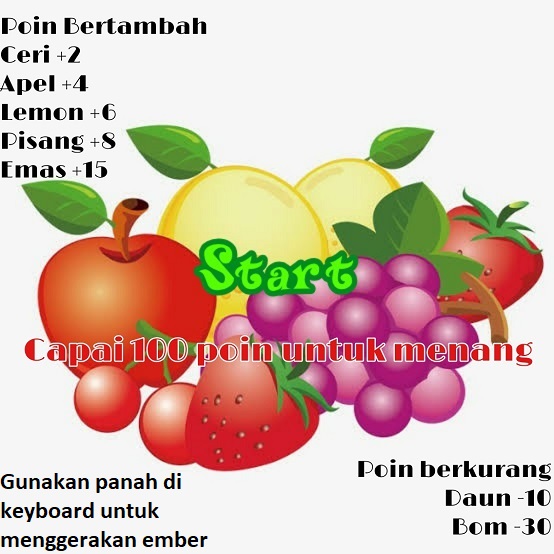 Poin Bertambah
Ceri +2
Apel +4
Lemon +6
Pisang +8
Emas +15
Start
Capai 100 poin untuk menang
Gunakan panah di
keyboard untuk
menggerakan ember
Poin berkurang
Daun -10
Bom -30